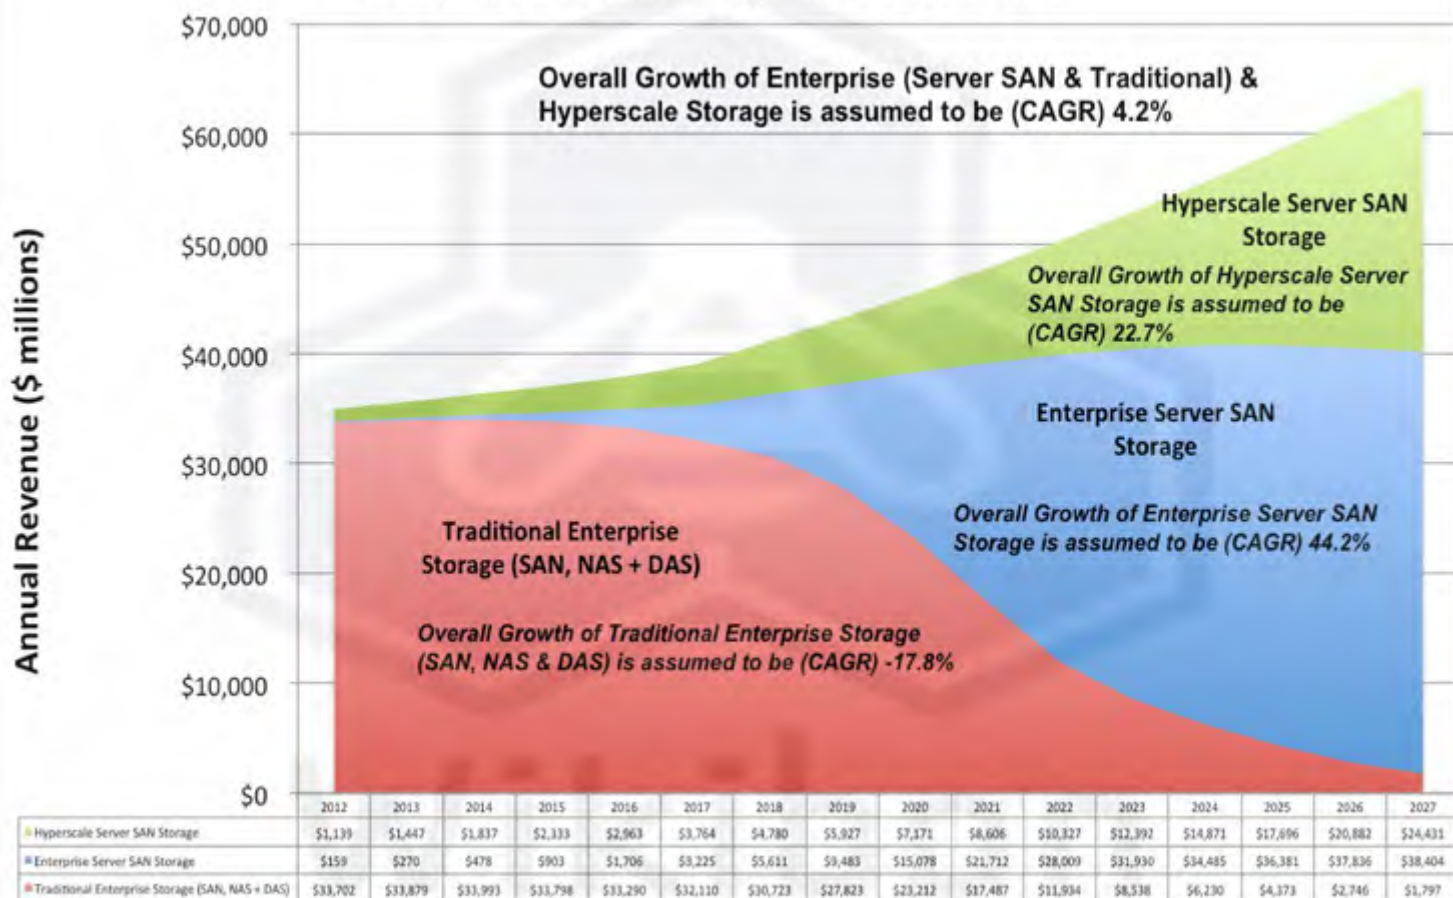 $70,000
Overall Growth of Enterprise (Server SAN & Traditional) &
Hyperscale Storage is assumed to be (CAGR) 4.2%
$60,000
Hyperscale Server SAN
Storage
$50,000
Overall Growth of Hyperscale Server
SAN Storage is assumed to be
(CAGR) 22.7%
$40,000
Enterprise Server SAN
Storage
$30,000
Overall Growth of Enterprise Server SAN
Storage is assumed to be (CAGR) 44.2%
Traditional Enterprise
Storage (SAN, NAS + DAS)
$20,000
Overall Growth of Traditional Enterprise Storage
(SAN, NAS & DAS) is assumed to be (CAGR) -17.8%
$10,000
$0
Annual Revenue ($ millions)
2012 2013 2014 2015 2016 2017 2018 2019 2020 2021 2022 2023 2024 2025 2026 2027
Hyperscale Server SAN Storage $1,139 $1,447 $1,837 $2,333 $2,963 $3,764 $4,780 $5,927 $7,171 $8,606 $10,327 $12,392 $14,871 $17,696 $20,882 $24,431
Enterprise Server SAN Storage $159 $270 $478 $903 $1,706 $3,225 $5,611 $9,483 $15,078 $21,712 $28,009 $31,930 $34,485 $36,381 $37,836 $38,404
Traditional Enterprise Storage (SAN, NAS + DAS) $33,702 $33,879 $33,993 $33,798 $33,290 $32,110 $30,723 $27,823 $23,212 $17,487 $11,934 $8,538 $6,230 $4,373 $2,746 $1,797